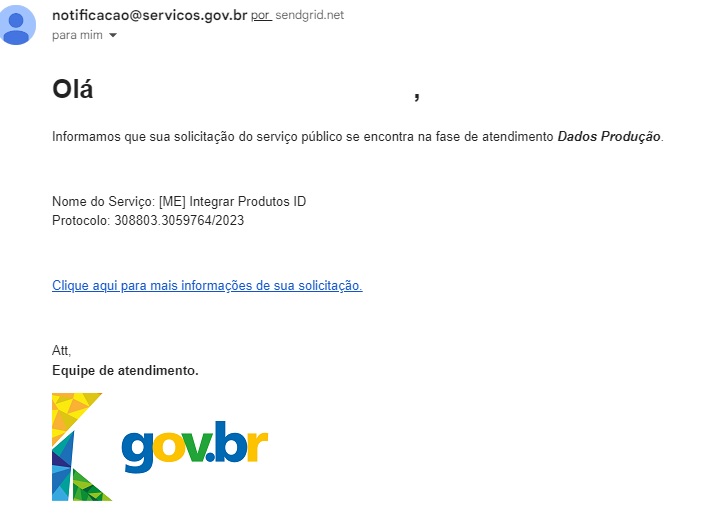 notificacao@servicos.gov.br por sendgrid.net
para mim
Olá ,
Informamos que sua solicitação do serviço público se encontra na fase de atendimento Dados Produção.
Nome do Serviço: [ME] Integrar Produtos ID
Protocolo: 308803.3059764/2023
Clique aqui para mais informações de sua solicitação.
Att,
Equipe de atendimento.
gov.br